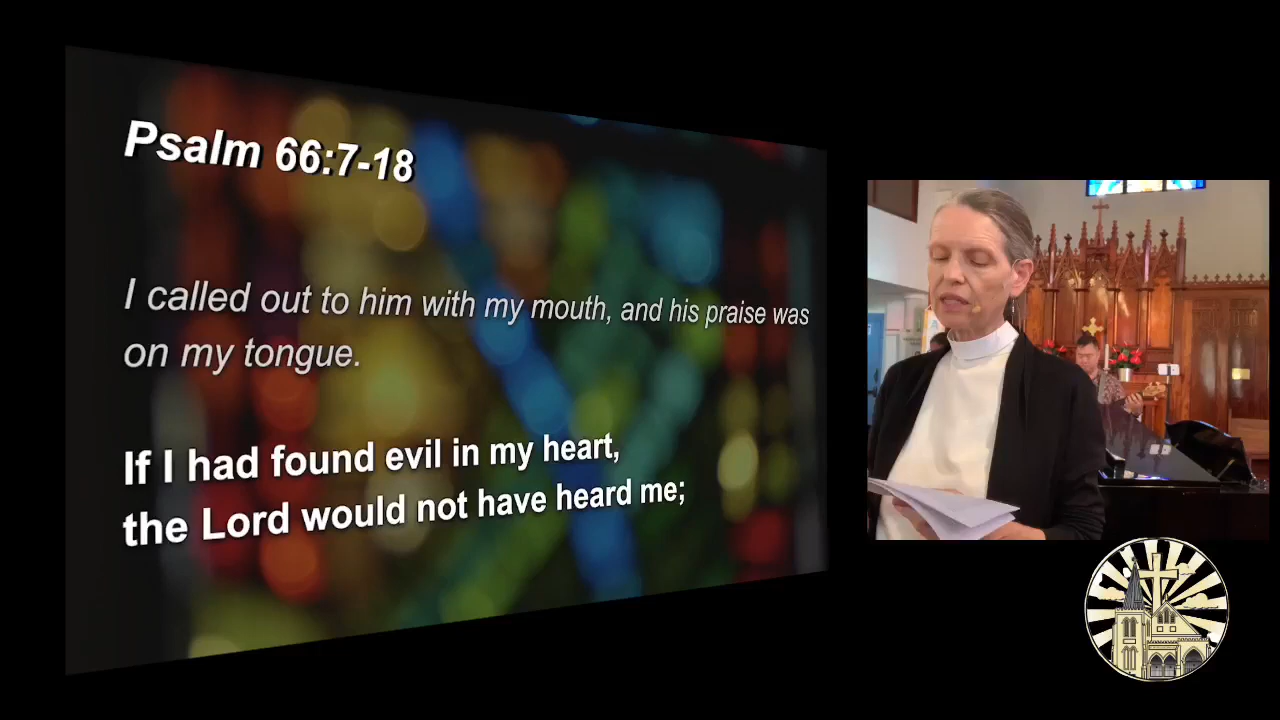 Psalm 66:7-18
I called out to him with my mouth, and his praise was
on my tongue.
If I had found evil in my heart,
the Lord would not have heard me;